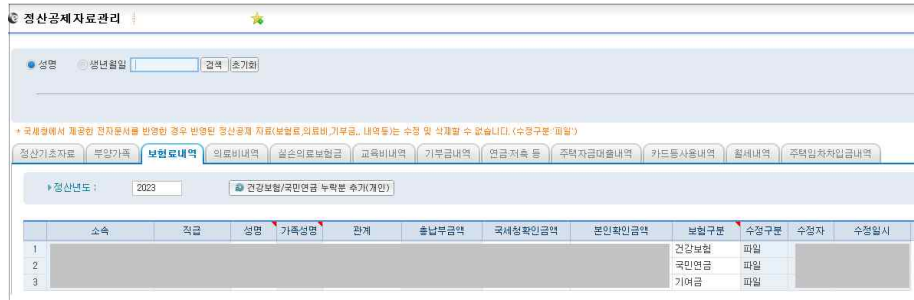 정산공제자료관리
성명 생년월일 검색 초기화
* 국세청에서 제공한 전자문서를 반영한 경우 반영된 정산공제 자료(보험료,의료비,기부금,, 내역등)는 수정 및 삭제할 수 없습니다. (수정구분 '파일')
정산기초자료 부양가족 보험료내역 의료비내역 실손의료보험금 교육비내역 기부금내역 연금저축 등 주택자금대출내역 카드등사용내역 월세내역 주택임차차입금내역
정산년도 : 2023 건강보험/국민연금 누락분 추가(개인)
소속 직급 성명 가족성명 관계 총납부금액 국세청확인금액 본인확인금액 보험구분 수정구분 수정자 수정일시
1 건강보험 파일
2 국민연금 파일
3 기여금 파일